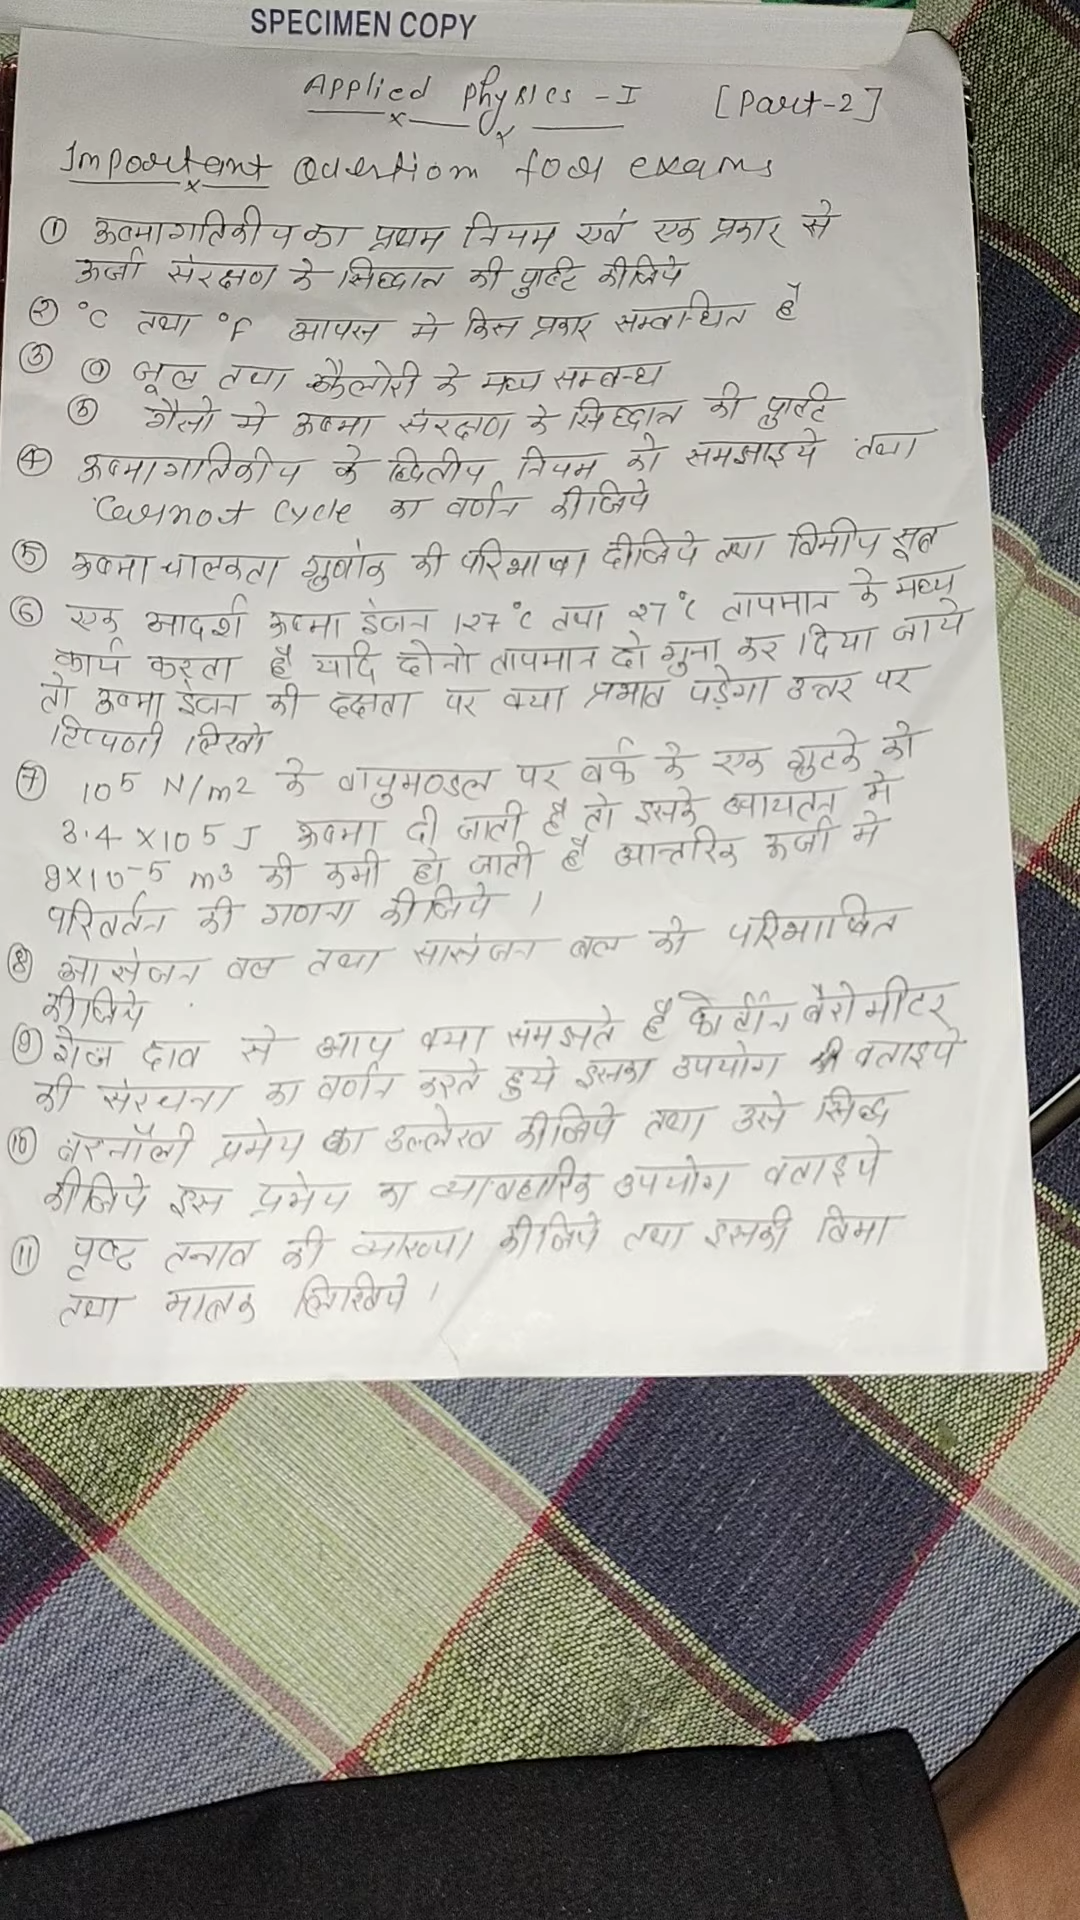 SPECIMEN COPY
Applied Physics - I [Part-2]
Important Question for exams
① ऊष्मागतिकीय का प्रथम नियम एवं एक प्रकार से
ऊर्जा संरक्षण के सिद्धान्त की पुष्टि कीजिये
② °C तथा °F आपस मे किस प्रकार सम्बन्धित है
③ ⓐ जूल तथा कैलोरी के मध्य सम्बन्ध
ⓑ गैसो मे ऊष्मा संरक्षण के सिद्धान्त की पुष्टि
④ ऊष्मागतिकीय के द्वितीय नियम को समझाइये तथा
Carnot Cycle का वर्णन कीजिये
⑤ ऊष्मा चालकता गुणांक की परिभाषा दीजिये तथा विमीय सूत्र
⑥ एक आदर्श ऊष्मा इंजन 127°C तथा 27°C तापमान के मध्य
कार्य करता है यदि दोनो तापमान दो गुना कर दिया जाये
तो ऊष्मा इंजन की दक्षता पर क्या प्रभाव पड़ेगा उत्तर पर
टिप्पणी लिखो
⑦ 10⁵ N/m² के वायुमण्डल पर बर्फ के एक गुटके को
3.4 × 10⁵ J ऊष्मा दी जाती है तो इसके आयतन मे
9×10⁻⁵ m³ की कमी हो जाती है आन्तरिक ऊर्जा मे
परिवर्तन की गणना कीजिये ।
⑧ आसंजन बल तथा सासंजन बल को परिभाषित
कीजिये
⑨ गेज दाब से आप क्या समझते है फोर्टीन बैरोमीटर
की संरचना का वर्णन करते हुये इसका उपयोग भी बताइये
⑩ बरनौली प्रमेय का उल्लेख कीजिये तथा उसे सिद्ध
कीजिये इस प्रमेय का व्यावहारिक उपयोग बताइये
⑪ पृष्ट तनाव की व्याख्या कीजिये तथा इसकी विमा
तथा मात्रक लिखिये ।